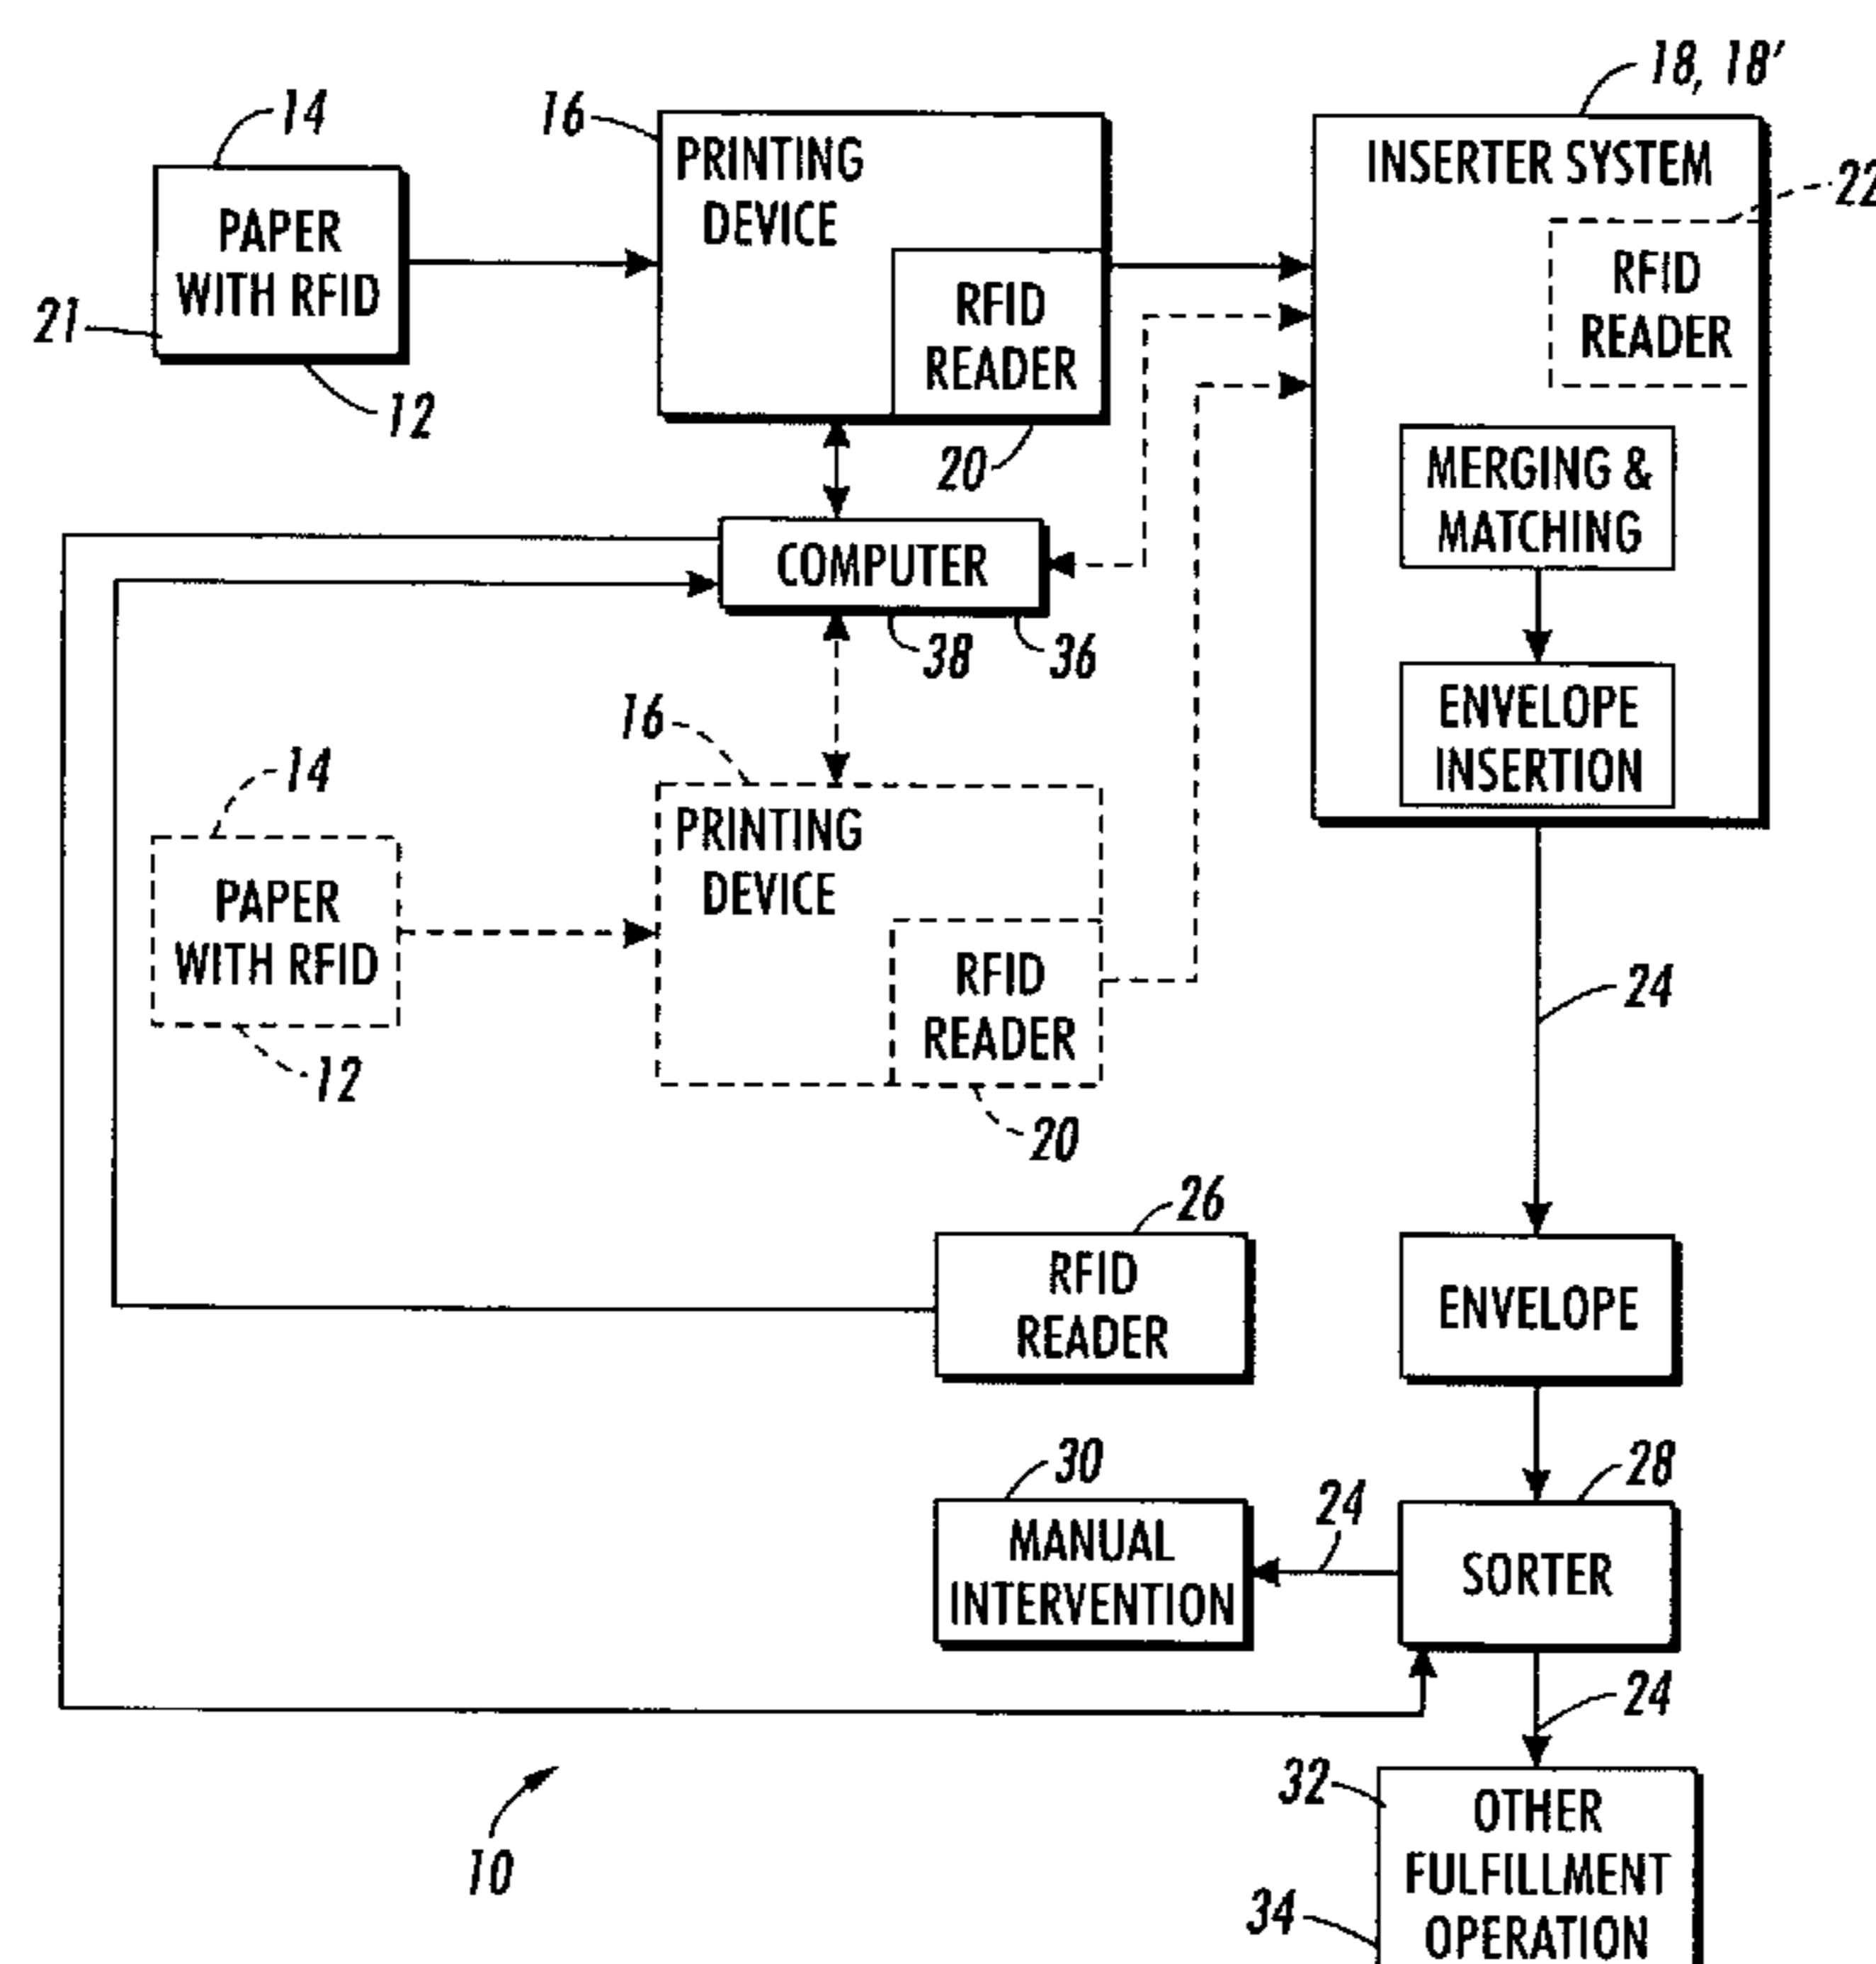 18, 18'
14
16
PRINTING
DEVICE
INSERTER SYSTEM
22
PAPER
WITH RFID
21
12
RFID
READER
20
RFID
READER
MERGING &
MATCHING
COMPUTER
38
36
ENVELOPE
INSERTION
16
14
PRINTING
DEVICE
PAPER
WITH RFID
12
RFID
READER
20
24
26
RFID
READER
ENVELOPE
30
MANUAL
INTERVENTION
24
28
SORTER
24
10
32
OTHER
FULFILLMENT
OPERATION
34